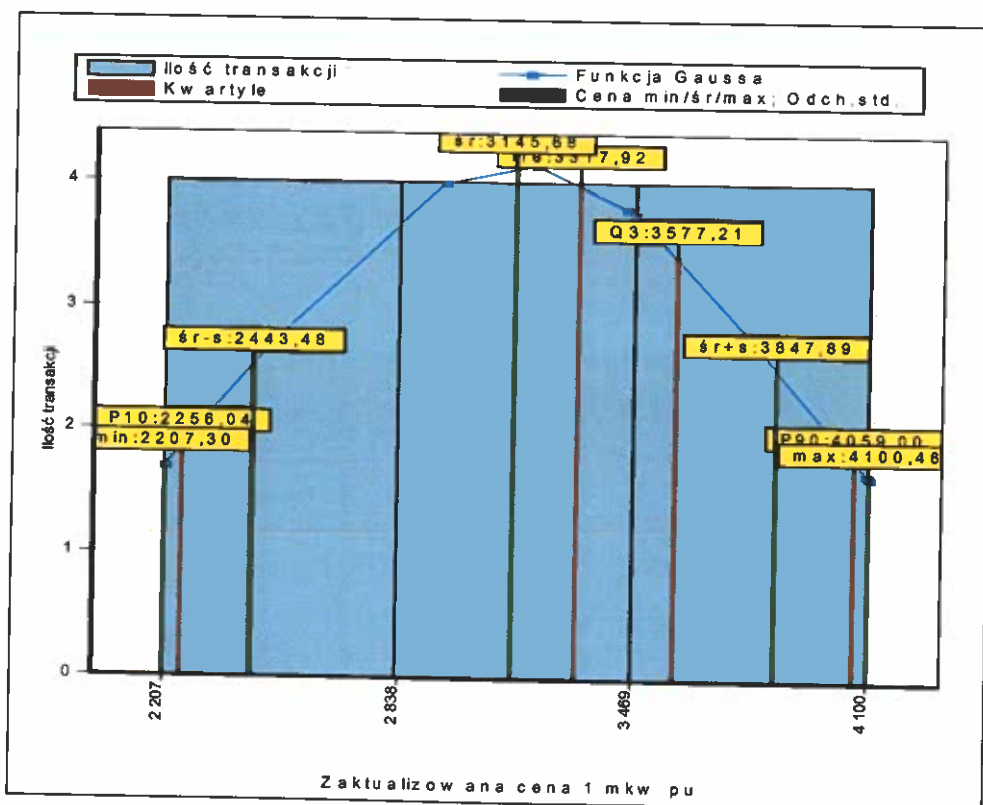 Ilość transakcji
Funkcja Gaussa
Kwartyle
Cena min/śr/max; Odch.std.
śr:3145,68
4
Q3:3577,21
3
śr-s:2443,48
śr+s:3847,89
Ilość transakcji
2
P10:2256,04
P90:4059,00
min:2207,30
max:4100,46
1
0
2 207
2 838
3 469
4 100
Zaktualizowana cena 1 mkw pu